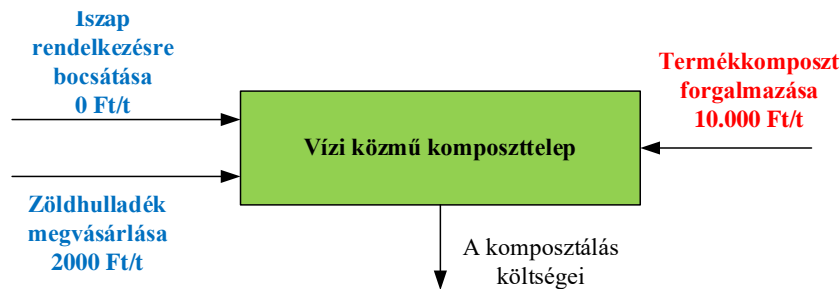 Iszap
rendelkezésre
bocsátása
0 Ft/t
Zöldhulladék
megvásárlása
2000 Ft/t
Vízi közmű komposzttelep
A komposztálás
költségei
Termékkomposzt
forgalmazása
10.000 Ft/t